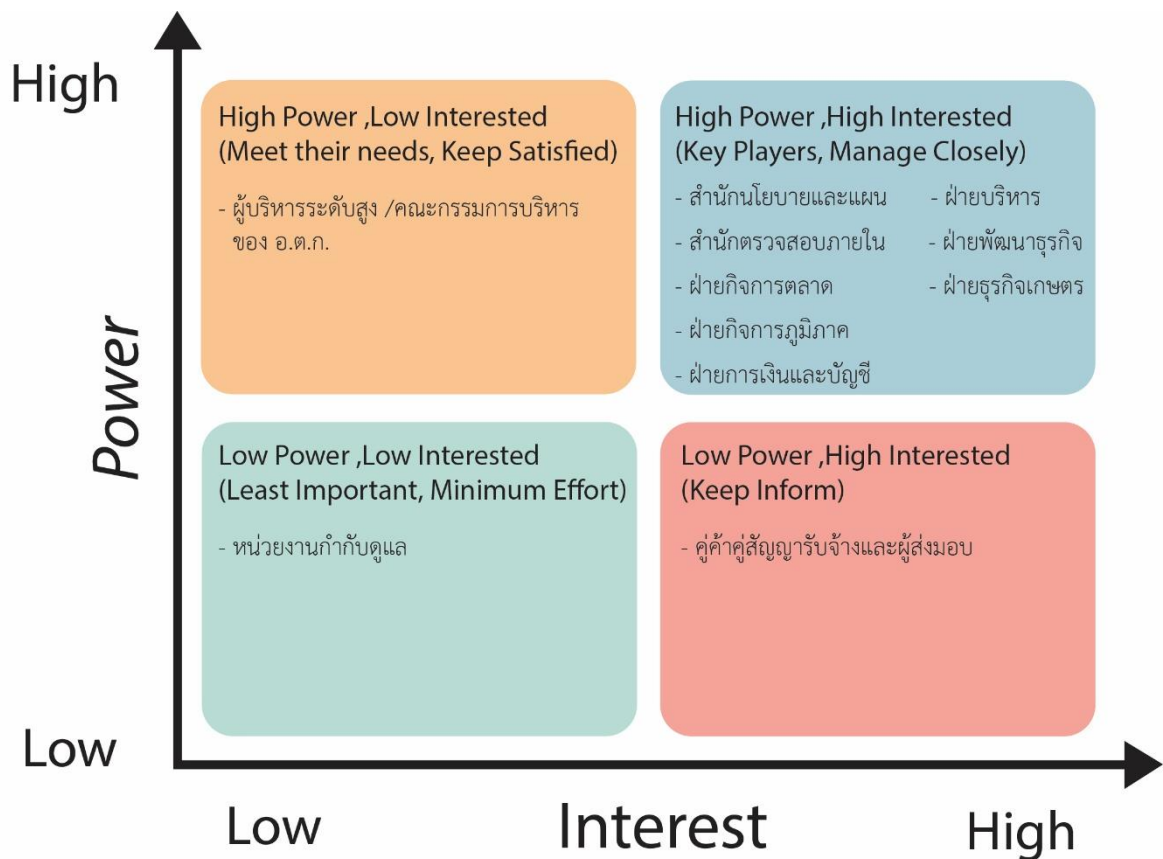 High
Power
Low
High Power ,Low Interested
(Meet their needs, Keep Satisfied)
- ผู้บริหารระดับสูง /คณะกรรมการบริหาร
ของ อ.ต.ก.
High Power ,High Interested
(Key Players, Manage Closely)
- สำนักนโยบายและแผน
- สำนักตรวจสอบภายใน
- ฝ่ายกิจการตลาด
- ฝ่ายกิจการภูมิภาค
- ฝ่ายการเงินและบัญชี
- ฝ่ายบริหาร
- ฝ่ายพัฒนาธุรกิจ
- ฝ่ายธุรกิจเกษตร
Low Power ,Low Interested
(Least Important, Minimum Effort)
- หน่วยงานกำกับดูแล
Low Power ,High Interested
(Keep Inform)
- คู่ค้าคู่สัญญารับจ้างและผู้ส่งมอบ
Low
Interest
High